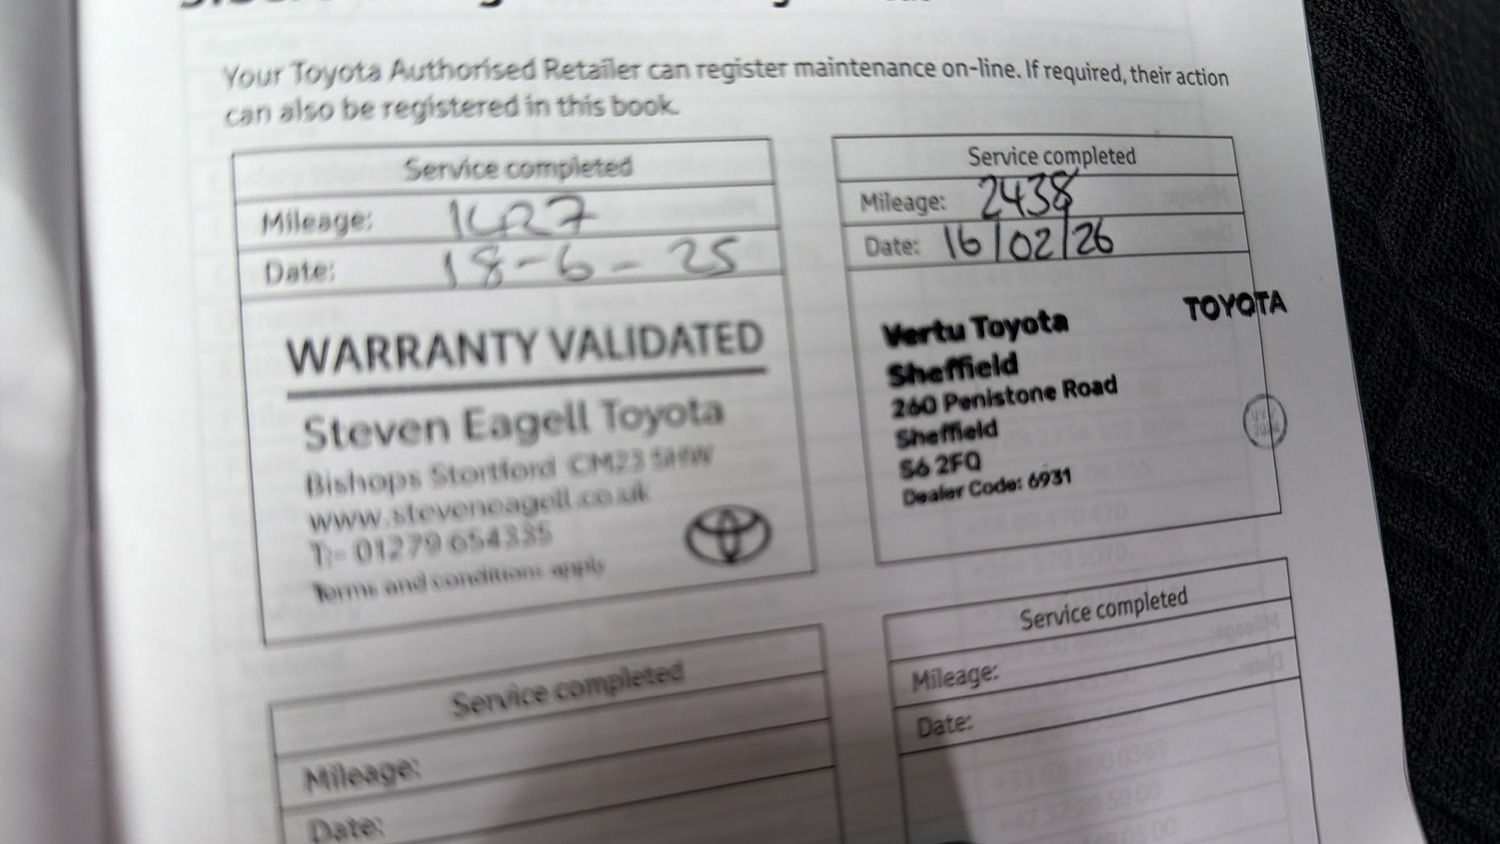 Your Toyota Authorised Retailer can register maintenance on-line. If required, their action
can also be registered in this book.
Service completed
Mileage: 1427
Date: 18-6-25
WARRANTY VALIDATED
Steven Eagell Toyota
Bishops Stortford CM23 5HW
www.steveneagell.co.uk
T:- 01279 654335
Terms and conditions apply
Service completed
Mileage: 2438
Date: 16/02/26
TOYOTA
Vertu Toyota
Sheffield
260 Penistone Road
Sheffield
S6 2FQ
Dealer Code: 6931
Service completed
Mileage:
Date:
Service completed
Mileage:
Date: